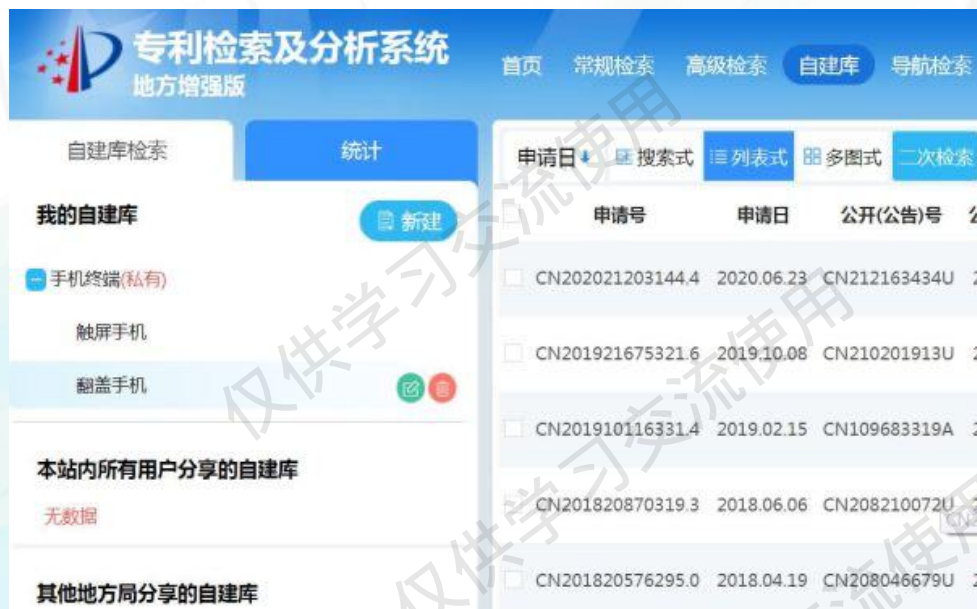 专利检索及分析系统
地方增强版
首页 常规检索 高级检索 自建库 导航检索
自建库检索 统计
申请日 搜索式 列表式 多图式 二次检索
我的自建库 新建
申请号 申请日 公开(公告)号
手机终端(私有)
触屏手机
翻盖手机
本站内所有用户分享的自建库
无数据
其他地方局分享的自建库
CN202021203144.4 2020.06.23 CN212163434U 2
CN201921675321.6 2019.10.08 CN210201913U 2
CN201910116331.4 2019.02.15 CN109683319A 2
CN201820870319.3 2018.06.06 CN208210072U
CN201820576295.0 2018.04.19 CN208046679U 2
仅供学习交流使用
仅供学习交流使用